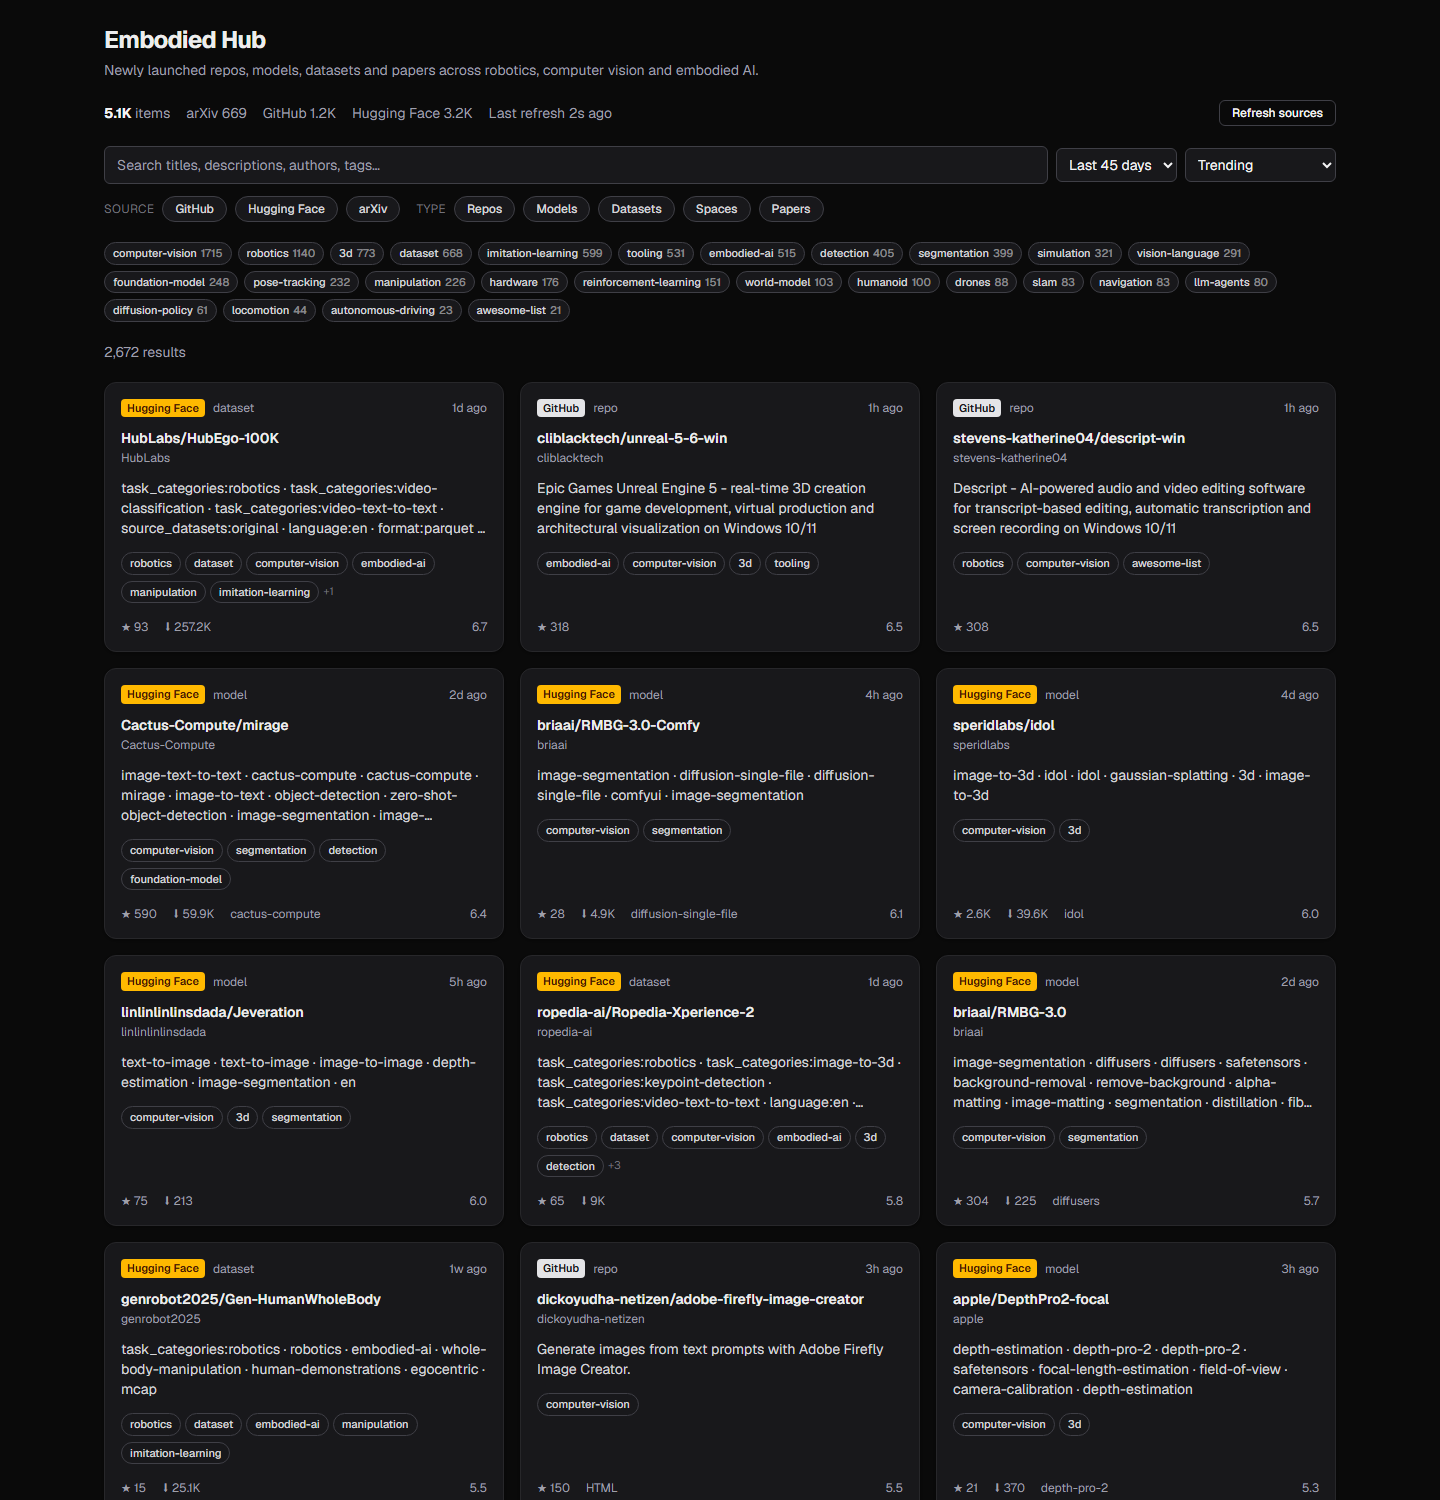 Embodied Hub
Newly launched repos, models, datasets and papers across robotics, computer vision and embodied AI.
5.1K items arXiv 669 GitHub 1.2K Hugging Face 3.2K Last refresh 2s ago Refresh sources
Search titles, descriptions, authors, tags... Last 45 days Trending
SOURCE GitHub Hugging Face arXiv TYPE Repos Models Datasets Spaces Papers
computer-vision 1715 robotics 1140 3d 773 dataset 668 imitation-learning 599 tooling 531 embodied-ai 515 detection 405 segmentation 399 simulation 321 vision-language 291
foundation-model 248 pose-tracking 232 manipulation 226 hardware 176 reinforcement-learning 151 world-model 103 humanoid 100 drones 88 slam 83 navigation 83 llm-agents 80
diffusion-policy 61 locomotion 44 autonomous-driving 23 awesome-list 21
2,672 results
Hugging Face dataset 1d ago
HubLabs/HubEgo-100K
HubLabs
task_categories:robotics · task_categories:video-
classification · task_categories:video-text-to-text ·
source_datasets:original · language:en · format:parquet ...
robotics dataset computer-vision embodied-ai
manipulation imitation-learning +1
★ 93 ⬇ 257.2K 6.7
GitHub repo 1h ago
cliblacktech/unreal-5-6-win
cliblacktech
Epic Games Unreal Engine 5 - real-time 3D creation
engine for game development, virtual production and
architectural visualization on Windows 10/11
embodied-ai computer-vision 3d tooling
★ 318 6.5
GitHub repo 1h ago
stevens-katherine04/descript-win
stevens-katherine04
Descript - AI-powered audio and video editing software
for transcript-based editing, automatic transcription and
screen recording on Windows 10/11
robotics computer-vision awesome-list
★ 308 6.5
Hugging Face model 2d ago
Cactus-Compute/mirage
Cactus-Compute
image-text-to-text · cactus-compute · cactus-compute ·
mirage · image-to-text · object-detection · zero-shot-
object-detection · image-segmentation · image-...
computer-vision segmentation detection
foundation-model
★ 590 ⬇ 59.9K cactus-compute 6.4
Hugging Face model 4h ago
briaai/RMBG-3.0-Comfy
briaai
image-segmentation · diffusion-single-file · diffusion-
single-file · comfyui · image-segmentation
computer-vision segmentation
★ 28 ⬇ 4.9K diffusion-single-file 6.1
Hugging Face model 4d ago
speridlabs/idol
speridlabs
image-to-3d · idol · idol · gaussian-splatting · 3d · image-
to-3d
computer-vision 3d
★ 2.6K ⬇ 39.6K idol 6.0
Hugging Face model 5h ago
linlinlinlinsdada/Jeveration
linlinlinlinsdada
text-to-image · text-to-image · image-to-image · depth-
estimation · image-segmentation · en
computer-vision 3d segmentation
★ 75 ⬇ 213 6.0
Hugging Face dataset 1d ago
ropedia-ai/Ropedia-Xperience-2
ropedia-ai
task_categories:robotics · task_categories:image-to-3d ·
task_categories:keypoint-detection ·
task_categories:video-text-to-text · language:en ·...
robotics dataset computer-vision embodied-ai 3d
detection +3
★ 65 ⬇ 9K 5.8
Hugging Face model 2d ago
briaai/RMBG-3.0
briaai
image-segmentation · diffusers · diffusers · safetensors ·
background-removal · remove-background · alpha-
matting · image-matting · segmentation · distillation · fib...
computer-vision segmentation
★ 304 ⬇ 225 diffusers 5.7
Hugging Face dataset 1w ago
genrobot2025/Gen-HumanWholeBody
genrobot2025
task_categories:robotics · robotics · embodied-ai · whole-
body-manipulation · human-demonstrations · egocentric ·
mcap
robotics dataset embodied-ai manipulation
imitation-learning
★ 15 ⬇ 25.1K 5.5
GitHub repo 3h ago
dickoyudha-netizen/adobe-firefly-image-creator
dickoyudha-netizen
Generate images from text prompts with Adobe Firefly
Image Creator.
computer-vision
★ 150 HTML 5.5
Hugging Face model 3h ago
apple/DepthPro2-focal
apple
depth-estimation · depth-pro-2 · depth-pro-2 ·
safetensors · focal-length-estimation · field-of-view ·
camera-calibration · depth-estimation
computer-vision 3d
★ 21 ⬇ 370 depth-pro-2 5.3